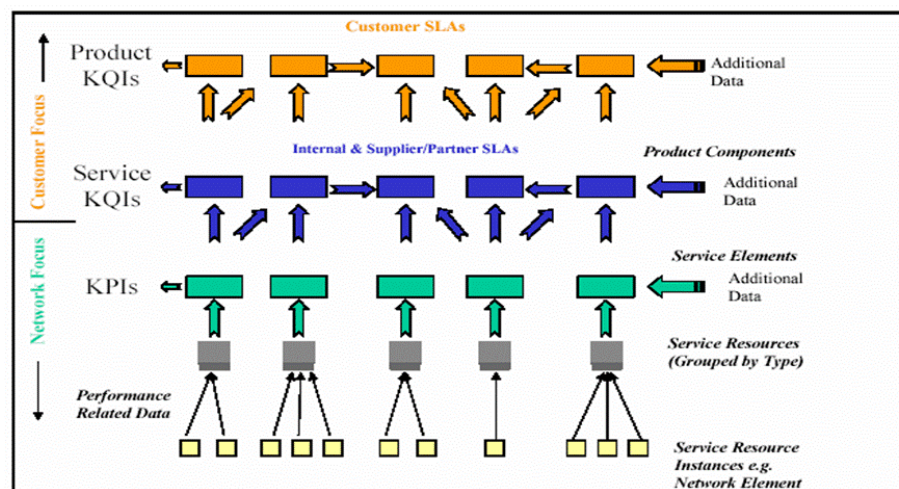 Customer SLAs
Product
KQIs
Additional
Data
Customer Focus
Internal & Supplier/Partner SLAs
Product Components
Service
KQIs
Additional
Data
Network Focus
Service Elements
KPIs
Additional
Data
Service Resources
(Grouped by Type)
Performance
Related Data
Service Resource
Instances e.g.
Network Element